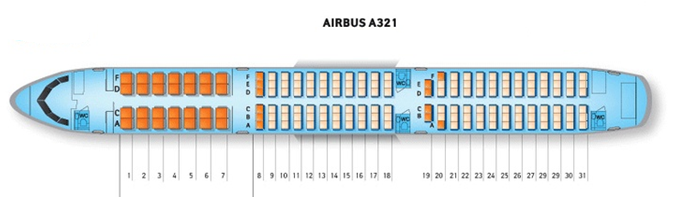 AIRBUS A321
F F F
E WC E
D D D
C C C
WC B B WC
A A A
1 2 3 4 5 6 7 8 9 10 11 12 13 14 15 16 17 18 19 20 21 22 23 24 25 26 27 28 29 30 31